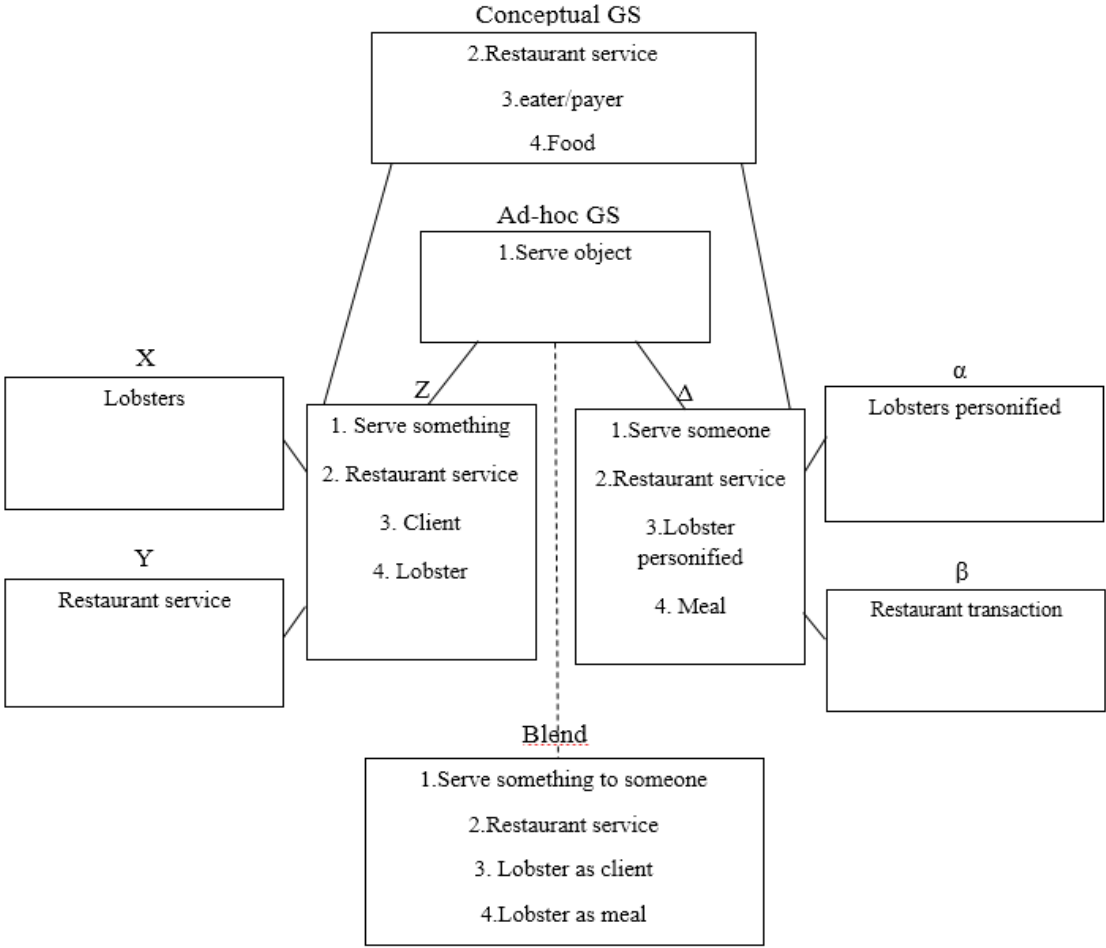 Conceptual GS
2.Restaurant service
3.eater/payer
4.Food
Ad-hoc GS
1.Serve object
X
Lobsters
Z
1. Serve something
2. Restaurant service
3. Client
4. Lobster
Δ
1.Serve someone
2.Restaurant service
3.Lobster
personified
4. Meal
α
Lobsters personified
Y
Restaurant service
β
Restaurant transaction
Blend
1.Serve something to someone
2.Restaurant service
3. Lobster as client
4.Lobster as meal